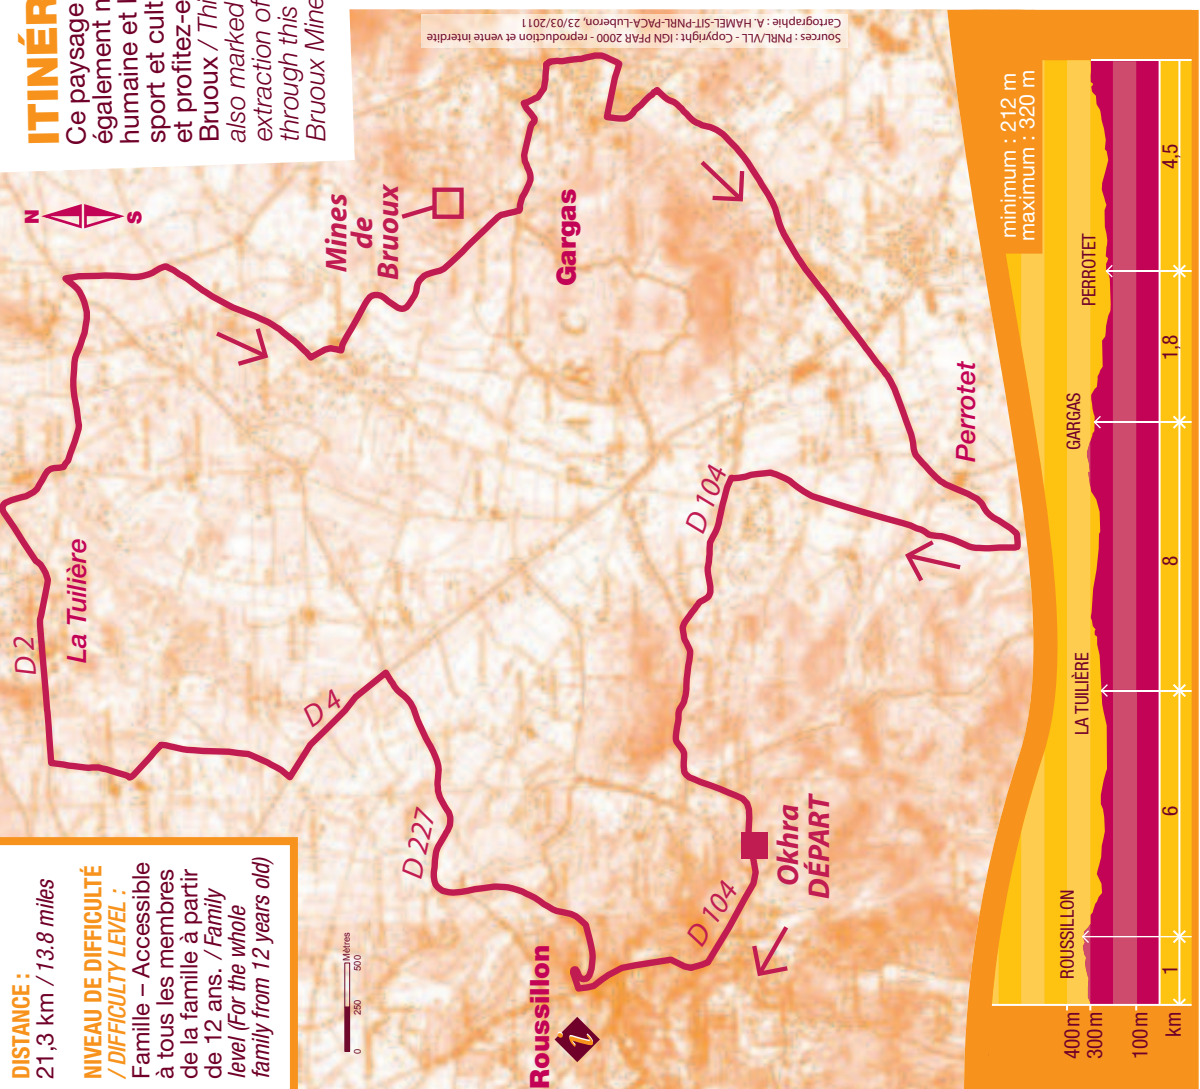 DISTANCE :
21,3 km / 13.8 miles
NIVEAU DE DIFFICULTÉ
/ DIFFICULTY LEVEL :
Famille – Accessible
à tous les membres
de la famille à partir
de 12 ans. / Family
level (For the whole
family from 12 years old)
ITINÉR
Ce paysage
également
humaine et
sport et cult
et profitez-e
Bruoux / Thi
also marked
extraction of
through this
Bruoux Mine
N
S
D 2
La Tuilière
D 4
D 227
Mines
de
Bruoux
Gargas
Roussillon
i
0 250 500
Mètres
D 104
Okhra
DÉPART
D 104
Perrotet
Sources : PNRL/VLL - Copyright : IGN PFAR 2000 - reproduction et vente interdite
Cartographie : A. HAMEL-SIT-PNRL-PACA-Luberon, 23/03/2011
minimum : 212 m
maximum : 320 m
ROUSSILLON
LA TUILIÈRE
GARGAS
PERROTET
400 m
300 m
100 m
km 1 6 8 1,8 4,5